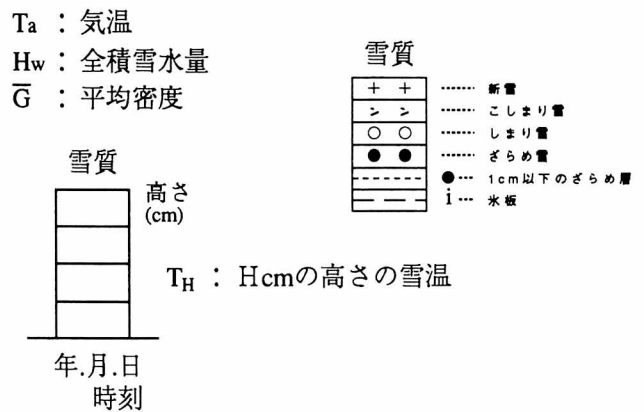 Ta : 気温
Hw : 全積雪水量
G̅ : 平均密度
雪質
高さ
(cm)
TH : Hcmの高さの雪温
年.月.日
時刻
雪質
+ + ------ 新雪
------ こしまり雪
○ ○ ------ しまり雪
● ● ------ ざらめ雪
● --- 1cm以下のざらめ層
i --- 氷板